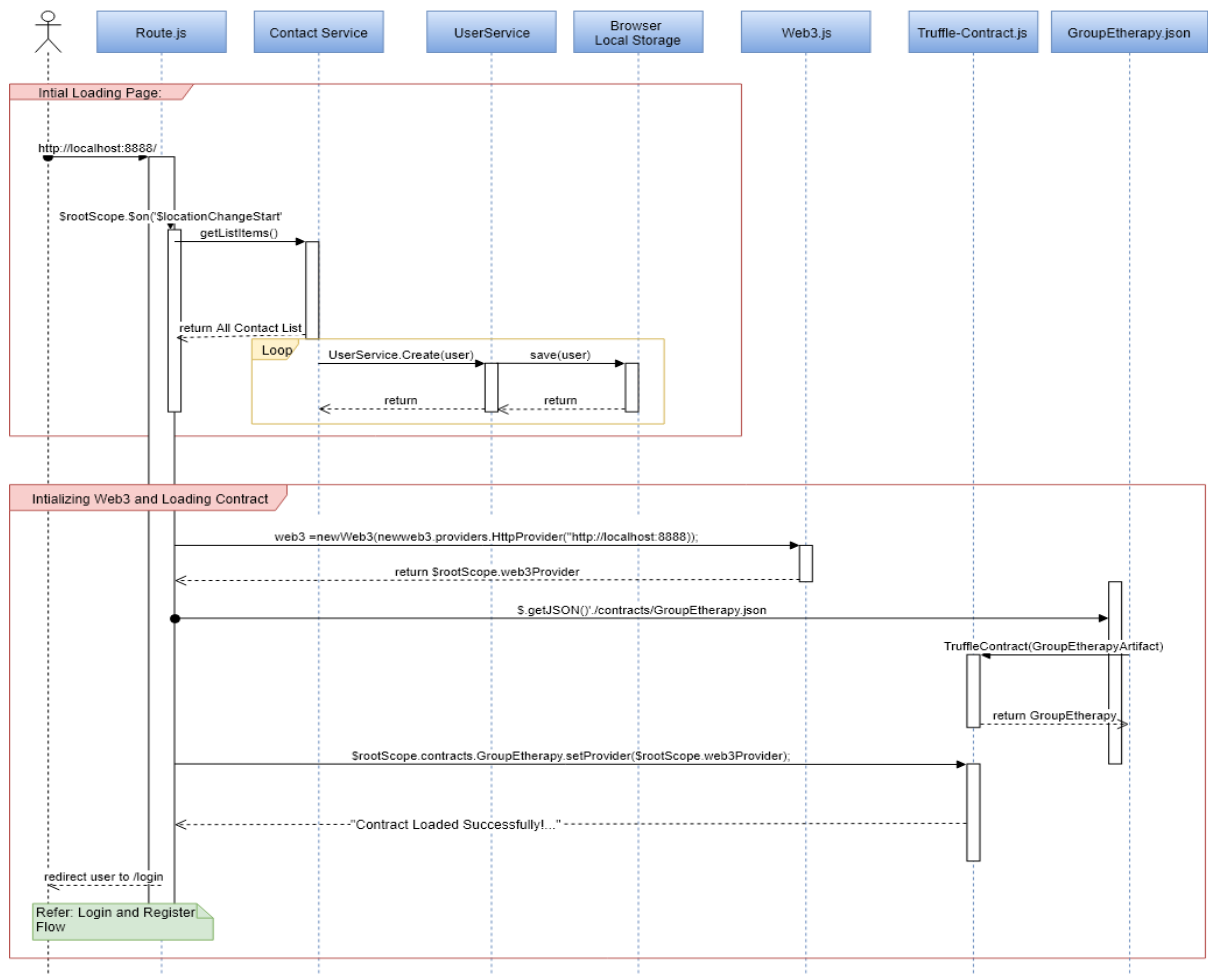 Route.js
Contact Service
UserService
Browser
Local Storage
Web3.js
Truffle-Contract.js
GroupEtherapy.json
Intial Loading Page:
http://localhost:8888/
$rootScope.$on('$locationChangeStart'
getListItems()
return All Contact List
Loop
UserService.Create(user)
save(user)
return
return
Intializing Web3 and Loading Contract
web3 =newWeb3(newweb3.providers.HttpProvider("http://localhost:8888));
return $rootScope.web3Provider
$.getJSON()'./contracts/GroupEtherapy.json
TruffleContract(GroupEtherapyArtifact)
return GroupEtherapy
$rootScope.contracts.GroupEtherapy.setProvider($rootScope.web3Provider);
"Contract Loaded Successfully!..."
redirect user to /login
Refer: Login and Register
Flow